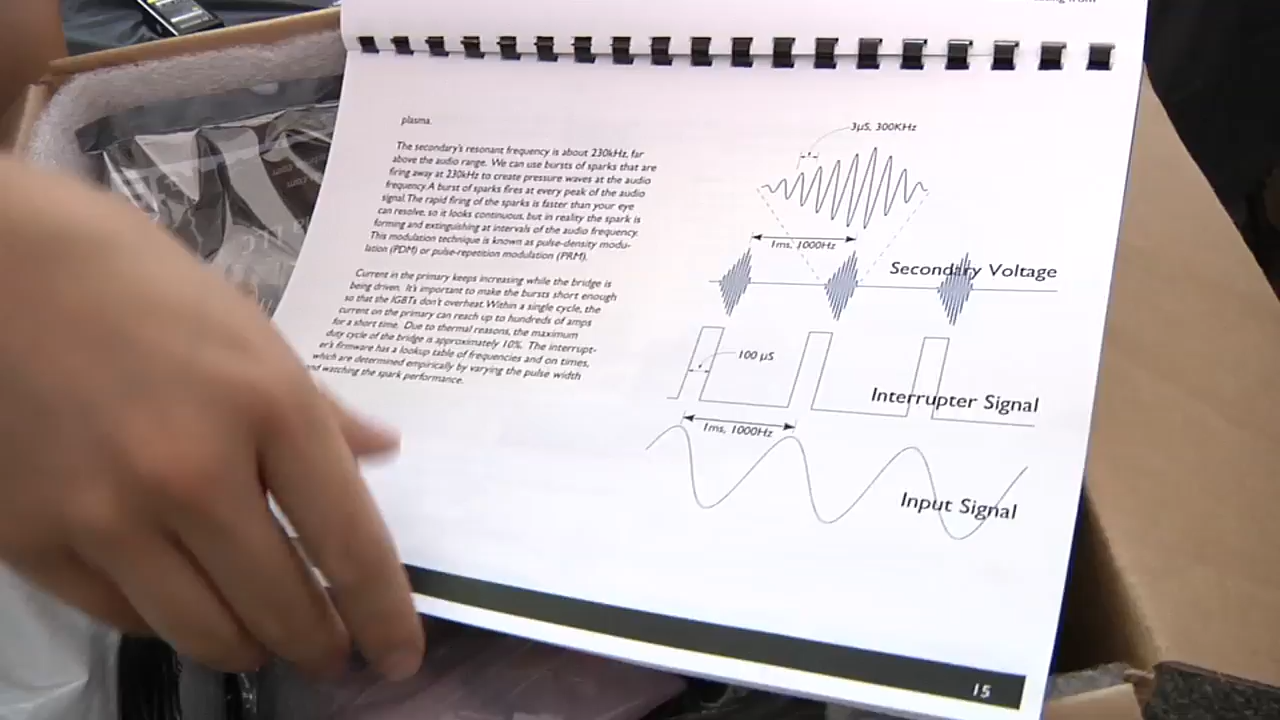 plasma.
The secondary's resonant frequency is about 230kHz, far
above the audio range. We can use bursts of sparks that are
firing away at 230kHz to create pressure waves at the audio
frequency. A burst of sparks fires at every peak of the audio
signal. The rapid firing of the sparks is faster than your eye
can resolve, so it looks continuous, but in reality the spark is
forming and extinguishing at intervals of the audio frequency.
This modulation technique is known as pulse-density modu-
lation (PDM) or pulse-repetition modulation (PRM).
Current in the primary keeps increasing while the bridge is
being driven. It's important to make the bursts short enough
so that the IGBTs don't overheat. Within a single cycle, the
current on the primary can reach up to hundreds of amps
for a short time. Due to thermal reasons, the maximum
duty cycle of the bridge is approximately 10%. The interrupt-
er's firmware has a lookup table of frequencies and on times,
which are determined empirically by varying the pulse width
and watching the spark performance.
3µS, 300KHz
1ms, 1000Hz
Secondary Voltage
100 µS
Interrupter Signal
1ms, 1000Hz
Input Signal
15